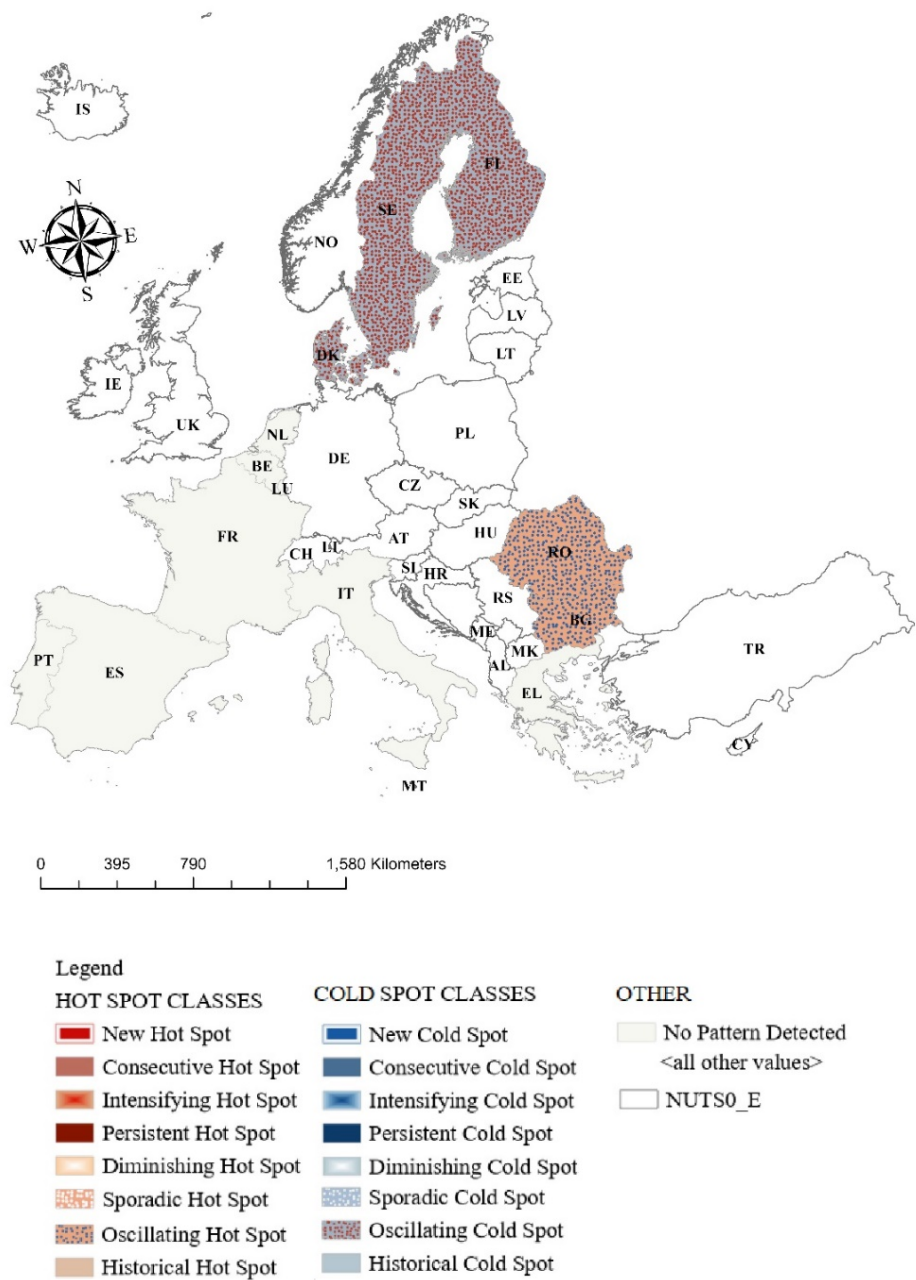 IS
N
W E
S
FI
SE
NO
EE
LV
LT
DK
IE
UK
NL
PL
DE
BE
LU
CZ
SK
FR
AT
HU
RO
CH
LI
SI
HR
IT
RS
BG
ME
MK
AL
TR
PT
ES
EL
CY
MT
0 395 790 1,580 Kilometers
Legend
HOT SPOT CLASSES
New Hot Spot
Consecutive Hot Spot
Intensifying Hot Spot
Persistent Hot Spot
Diminishing Hot Spot
Sporadic Hot Spot
Oscillating Hot Spot
Historical Hot Spot
COLD SPOT CLASSES
New Cold Spot
Consecutive Cold Spot
Intensifying Cold Spot
Persistent Cold Spot
Diminishing Cold Spot
Sporadic Cold Spot
Oscillating Cold Spot
Historical Cold Spot
OTHER
No Pattern Detected
<all other values>
NUTS0_E